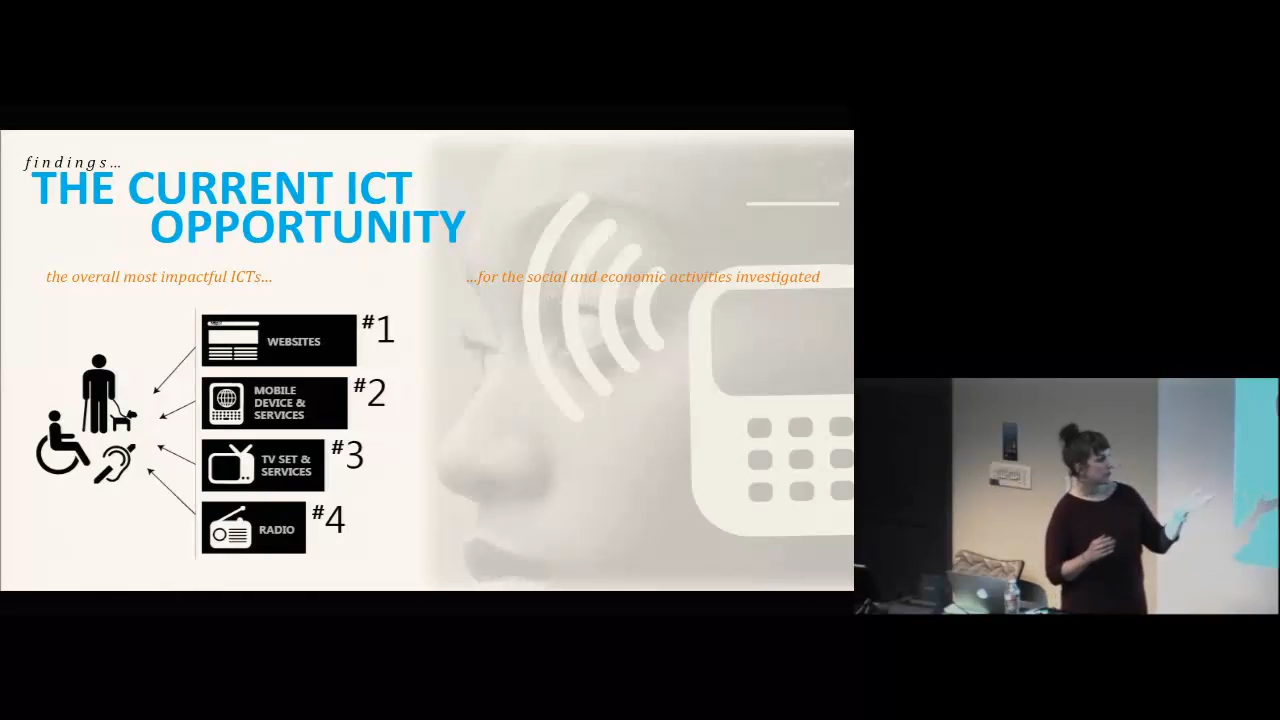 findings...
THE CURRENT ICT
OPPORTUNITY
the overall most impactful ICTs...
...for the social and economic activities investigated
WEBSITES
#1
MOBILE
DEVICE &
SERVICES
#2
TV SET &
SERVICES
#3
RADIO
#4